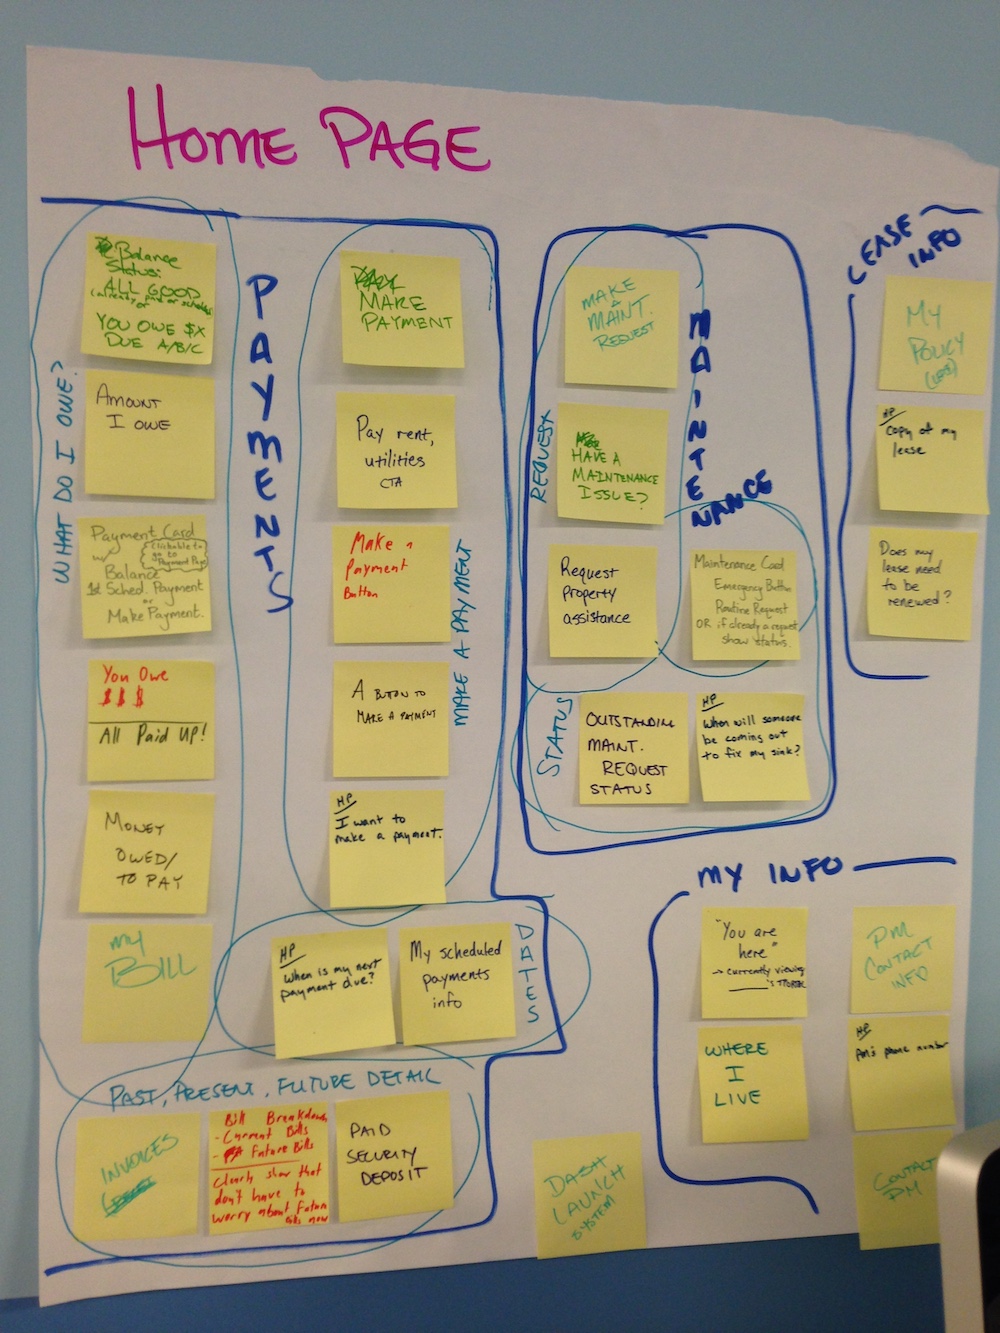 HOME PAGE
PAYMENTS
WHAT DO I OWE?
Balance
Status:
ALL GOOD
(already paid or scheduled)
or
YOU OWE $X
DUE A/B/C
AMOUNT
I OWE
Payment Card
w/
Clickable to
go to
Payment Page
Balance
1st Sched. Payment
or
Make Payment.
You Owe
$ $ $
All Paid UP!
MONEY
OWED/
TO PAY
MY
BILL
MAKE A PAYMENT
MAKE
PAYMENT
Pay rent,
utilities
CTA
Make a
Payment
Button
A BUTTON TO
MAKE A PAYMENT
HP
I want to
make a payment.
DATES
HP
When is my next
payment due?
My scheduled
payments
info
PAST, PRESENT, FUTURE DETAIL
INVOICES
Bill Breakdown
- Current Bills
- Future Bills
Clearly show that
don't have to
worry about Future
bills now
PAID
SECURITY
DEPOSIT
MAINTENANCE
REQUEST
MAKE
A
MAINT.
REQUEST
HAVE A
MAINTENANCE
ISSUE?
Request
property
assistance
Maintenance Card
Emergency Button
Routine Request
OR if already a request
show status.
STATUS
OUTSTANDING
MAINT.
REQUEST
STATUS
HP
When will someone
be coming out
to fix my sink?
LEASE
INFO
MY
POLICY
(LEASE)
HP
Copy of my
lease
Does my
lease need
to be
renewed?
MY INFO
"You are
here"
→ currently viewing
's
PM
CONTACT
INFO
WHERE
I
LIVE
HP
PM's phone number
CONTACT
PM
DASH
LAUNCH
SYSTEM